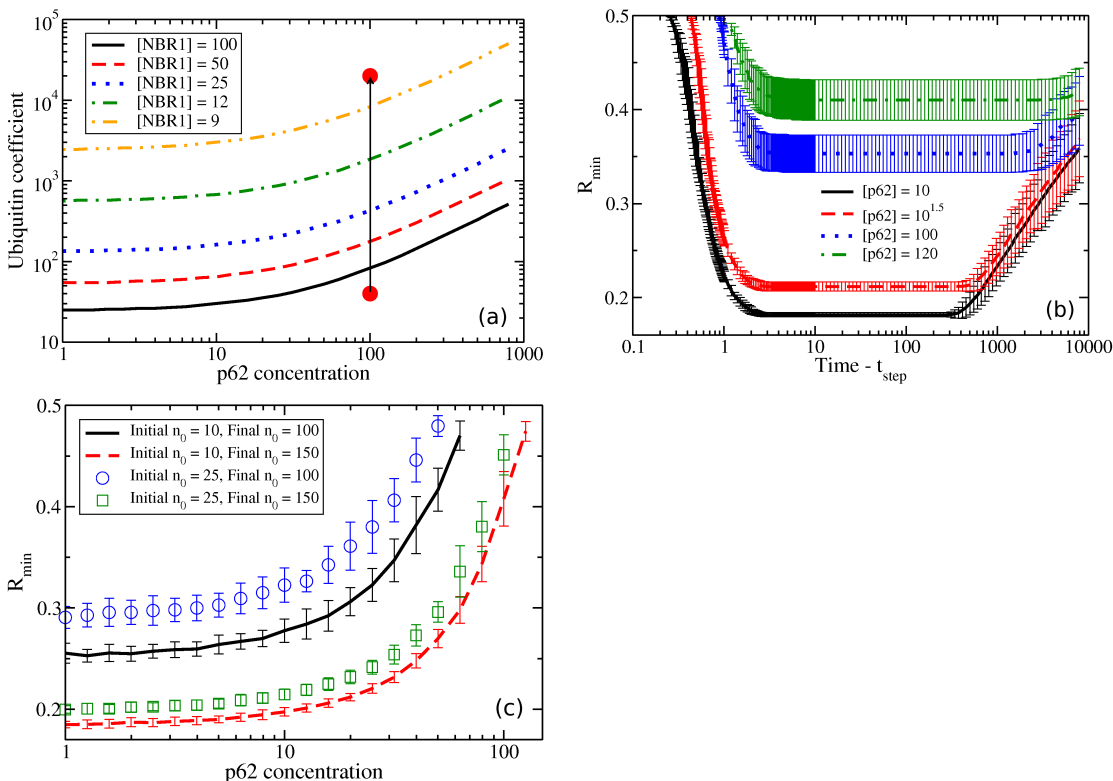 10^5
10^4
10^3
10^2
10
1
10
100
1000
Ubiquitin coefficient
p62 concentration
[NBR1] = 100
[NBR1] = 50
[NBR1] = 25
[NBR1] = 12
[NBR1] = 9
(a)
0.5
0.4
0.3
0.2
0.1
1
10
100
1000
10000
R_min
Time - t_step
[p62] = 10
[p62] = 10^1.5
[p62] = 100
[p62] = 120
(b)
0.5
0.4
0.3
0.2
1
10
100
R_min
p62 concentration
Initial n_0 = 10, Final n_0 = 100
Initial n_0 = 10, Final n_0 = 150
Initial n_0 = 25, Final n_0 = 100
Initial n_0 = 25, Final n_0 = 150
(c)